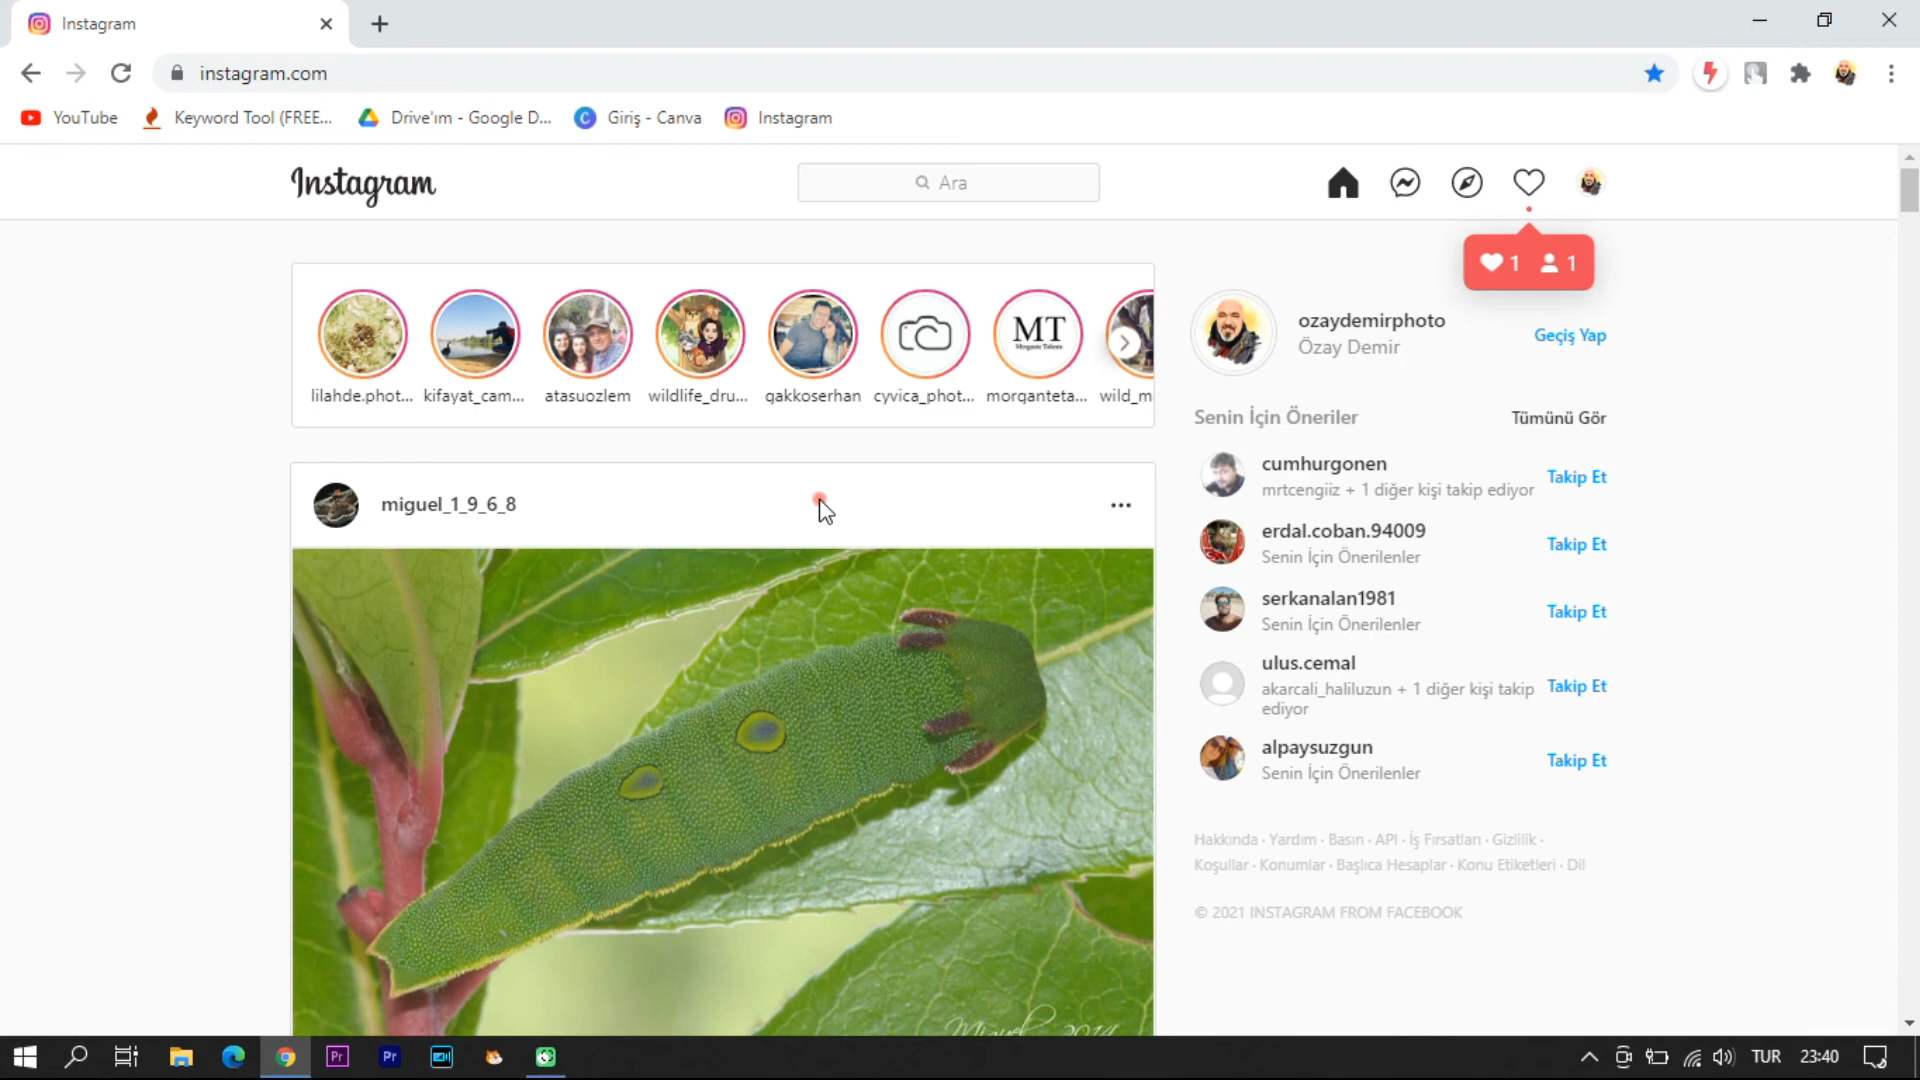 Instagram
instagram.com
YouTube
Keyword Tool (FREE...
Drive'ım - Google D...
Giriş - Canva
Instagram
Instagram
Ara
1
1
lilahde.phot...
kifayat_cam...
atasuozlem
wildlife_dru...
gakkoserhan
cyvica_phot...
MT
morganteta...
wild_m
ozaydemirphoto
Özay Demir
Geçiş Yap
Senin İçin Öneriler
Tümünü Gör
cumhurgonen
mrtcengiiz + 1 diğer kişi takip ediyor
Takip Et
erdal.coban.94009
Senin İçin Önerilenler
Takip Et
serkanalan1981
Senin İçin Önerilenler
Takip Et
ulus.cemal
akarcali_haliluzun + 1 diğer kişi takip
ediyor
Takip Et
alpaysuzgun
Senin İçin Önerilenler
Takip Et
Hakkında · Yardım · Basın · API · İş Fırsatları · Gizlilik ·
Koşullar · Konumlar · Başlıca Hesaplar · Konu Etiketleri · Dil
© 2021 INSTAGRAM FROM FACEBOOK
miguel_1_9_6_8
Miguel 2014
Pr
Pr
TUR
23:40